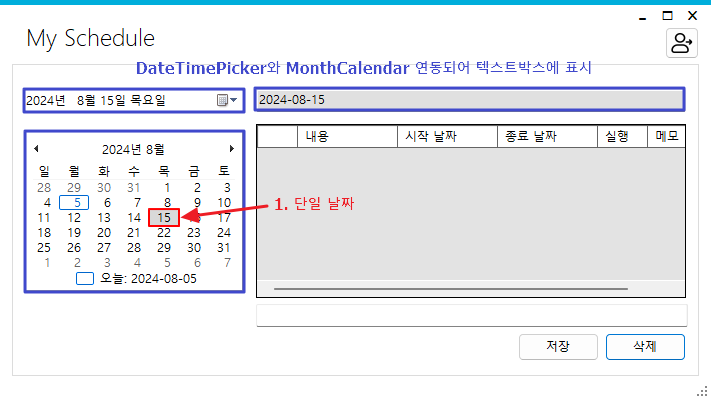 My Schedule
DateTimePicker와 MonthCalendar 연동되어 텍스트박스에 표시
2024년 8월 15일 목요일
2024-08-15
2024년 8월
일 월 화 수 목 금 토
28 29 30 31 1 2 3
4 5 6 7 8 9 10
11 12 13 14 15 17
18 19 20 21 22 23 24
25 26 27 28 29 30 31
1 2 3 4 5 6 7
오늘: 2024-08-05
내용 시작 날짜 종료 날짜 실행 메모
1. 단일 날짜
저장 삭제